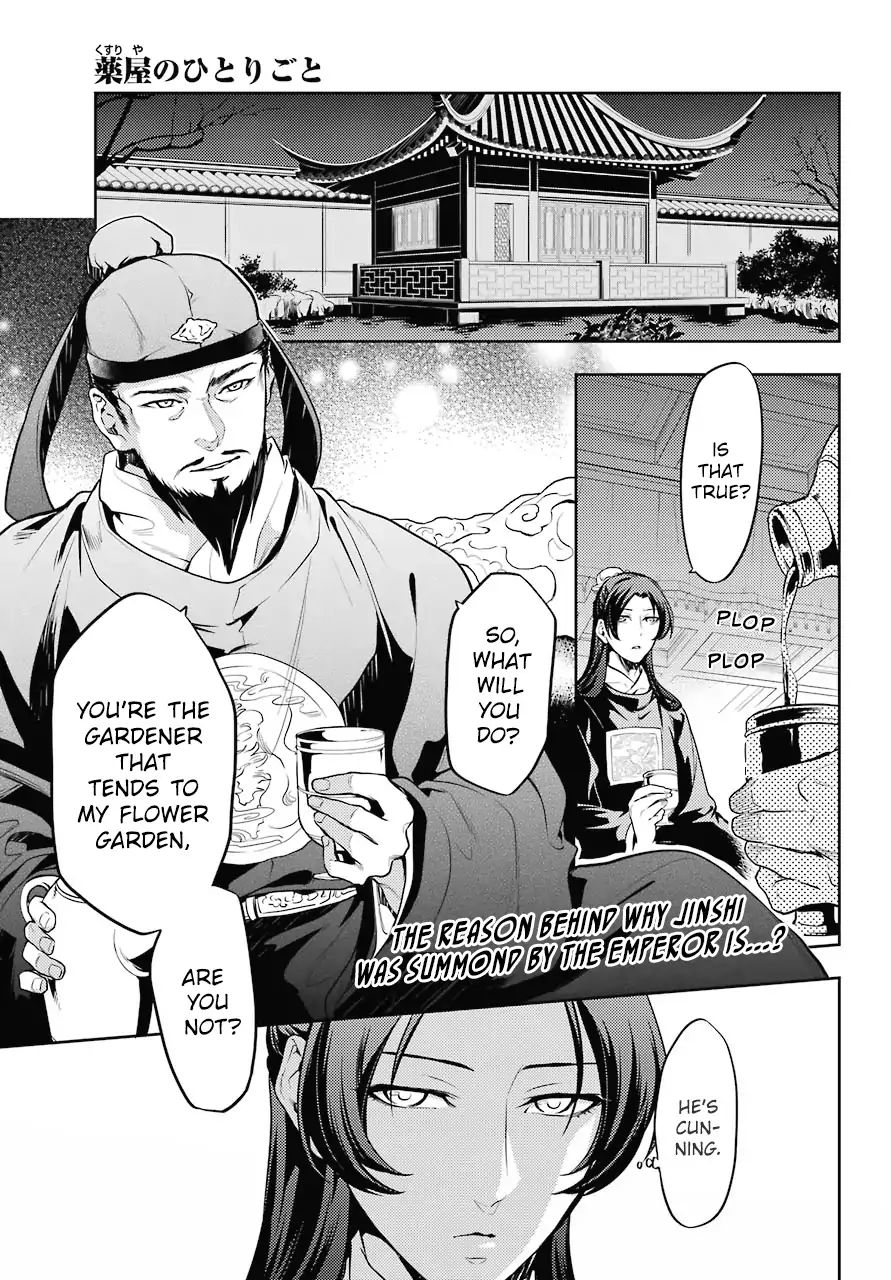 くすり や
薬屋のひとりごと
IS
THAT
TRUE?
PLOP
PLOP
SO,
WHAT
WILL
YOU
DO?
YOU'RE THE
GARDENER
THAT
TENDS TO
MY FLOWER
GARDEN,
THE REASON BEHIND WHY JINSHI
WAS SUMMOND BY THE EMPEROR IS...?
ARE
YOU
NOT?
HE'S
CUN-
NING.